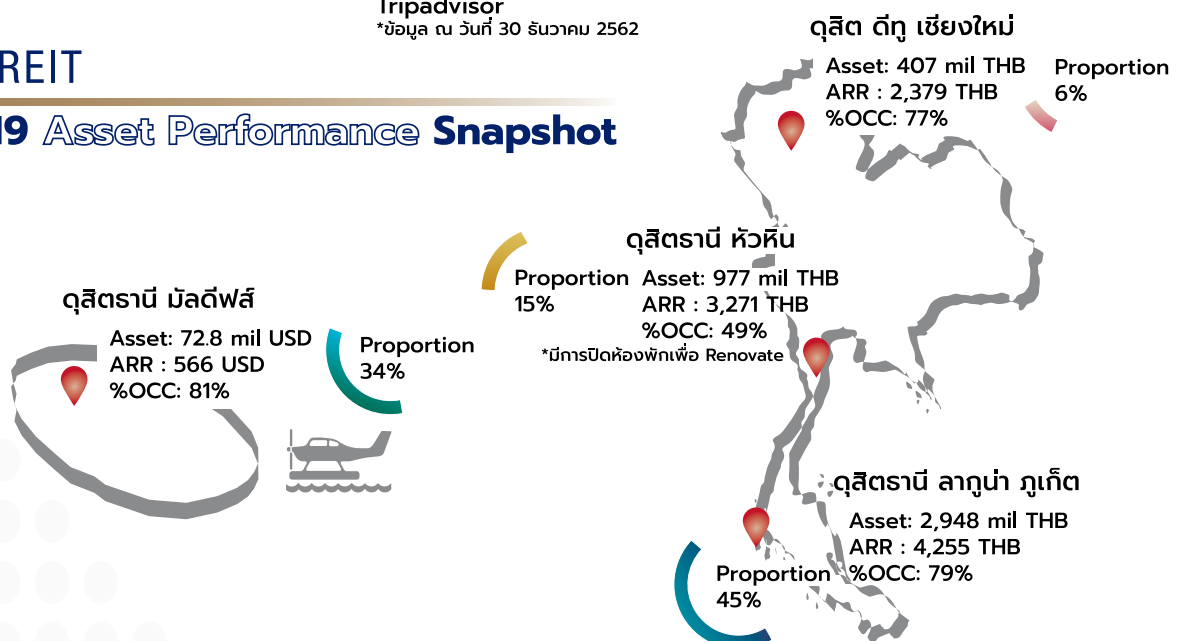 Tripadvisor
*ข้อมูล ณ วันที่ 30 ธันวาคม 2562
REIT
19 Asset Performance Snapshot
ดุสิต ดีทู เชียงใหม่
Asset: 407 mil THB
ARR : 2,379 THB
%OCC: 77%
Proportion
6%
ดุสิตธานี หัวหิน
Proportion
15%
Asset: 977 mil THB
ARR : 3,271 THB
%OCC: 49%
*มีการปิดห้องพักเพื่อ Renovate
ดุสิตธานี มัลดีฟส์
Asset: 72.8 mil USD
ARR : 566 USD
%OCC: 81%
Proportion
34%
ดุสิตธานี ลากูน่า ภูเก็ต
Asset: 2,948 mil THB
ARR : 4,255 THB
%OCC: 79%
Proportion
45%